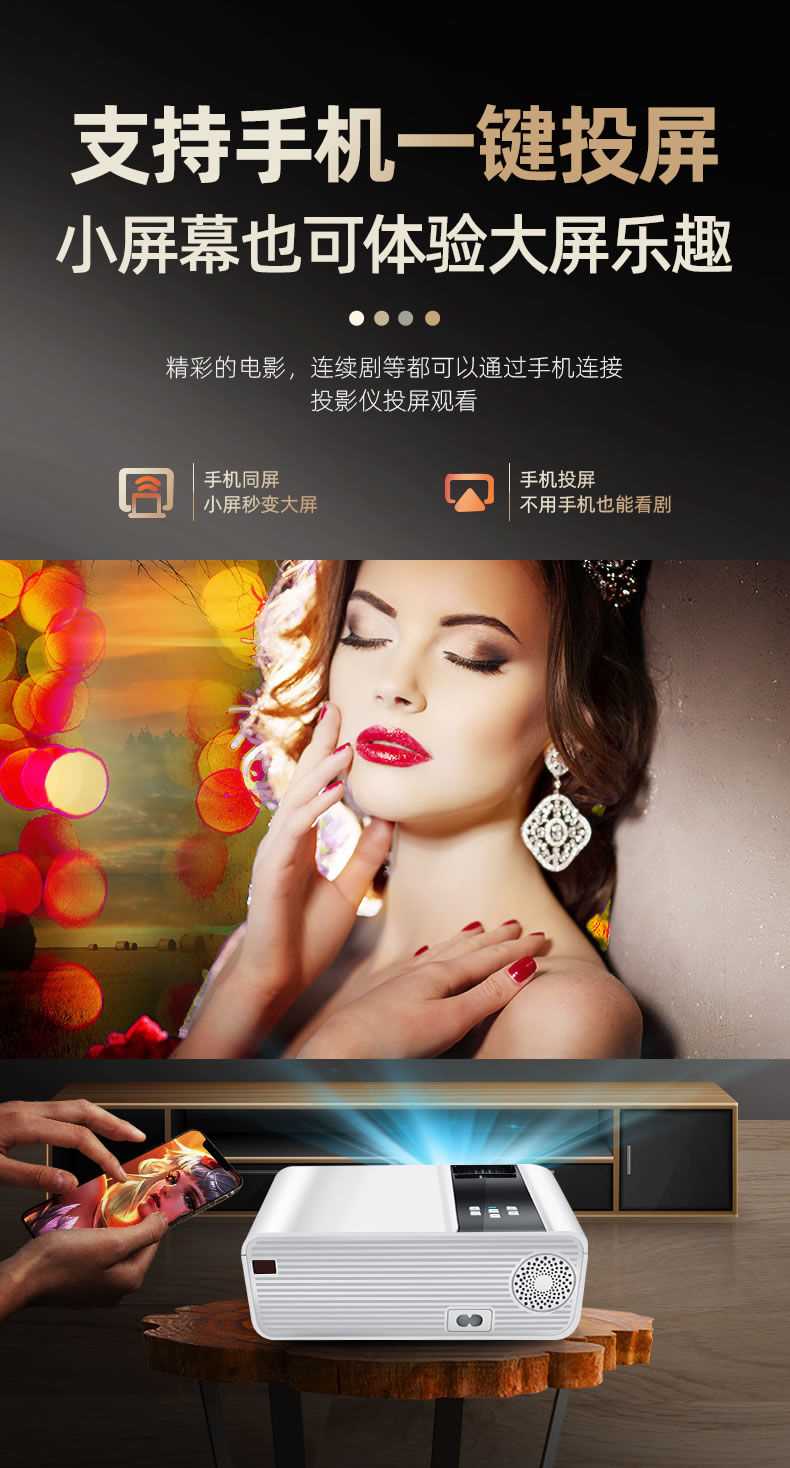 支持手机一键投屏
小屏幕也可体验大屏乐趣
精彩的电影，连续剧等都可以通过手机连接
投影仪投屏观看
手机同屏
小屏秒变大屏
手机投屏
不用手机也能看剧